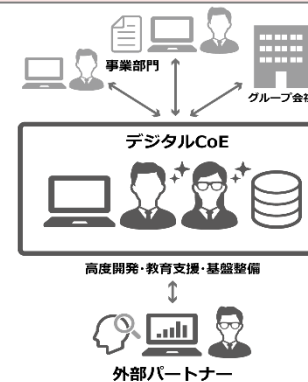 事業部門
グループ会社
デジタルCoE
高度開発・教育支援・基盤整備
外部パートナー